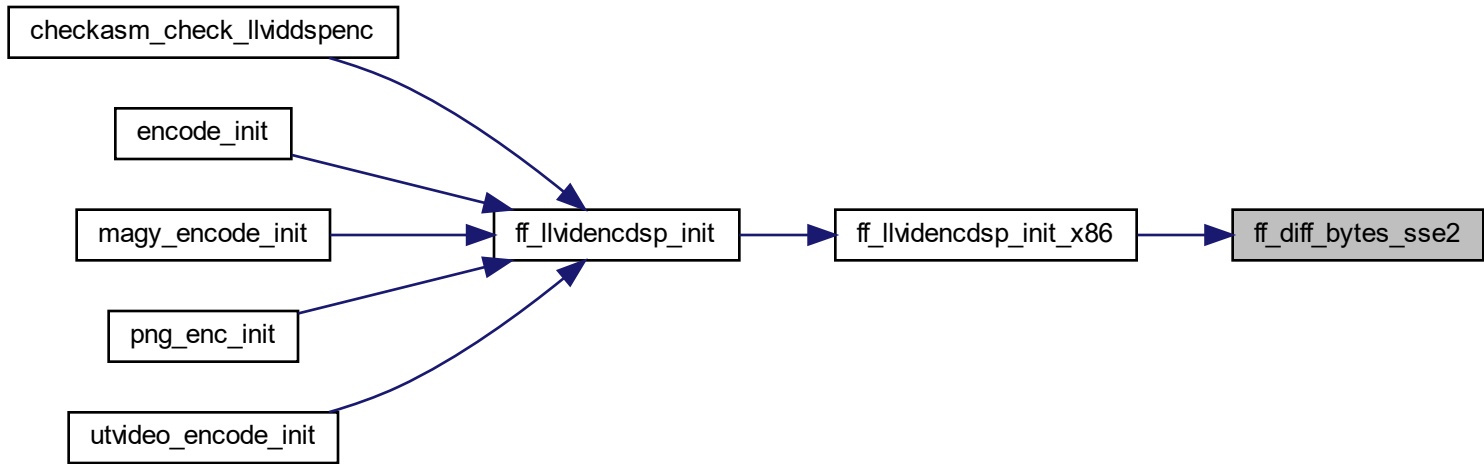 checkasm_check_llviddspenc
encode_init
magy_encode_init
png_enc_init
utvideo_encode_init
ff_llvidencdsp_init
ff_llvidencdsp_init_x86
ff_diff_bytes_sse2